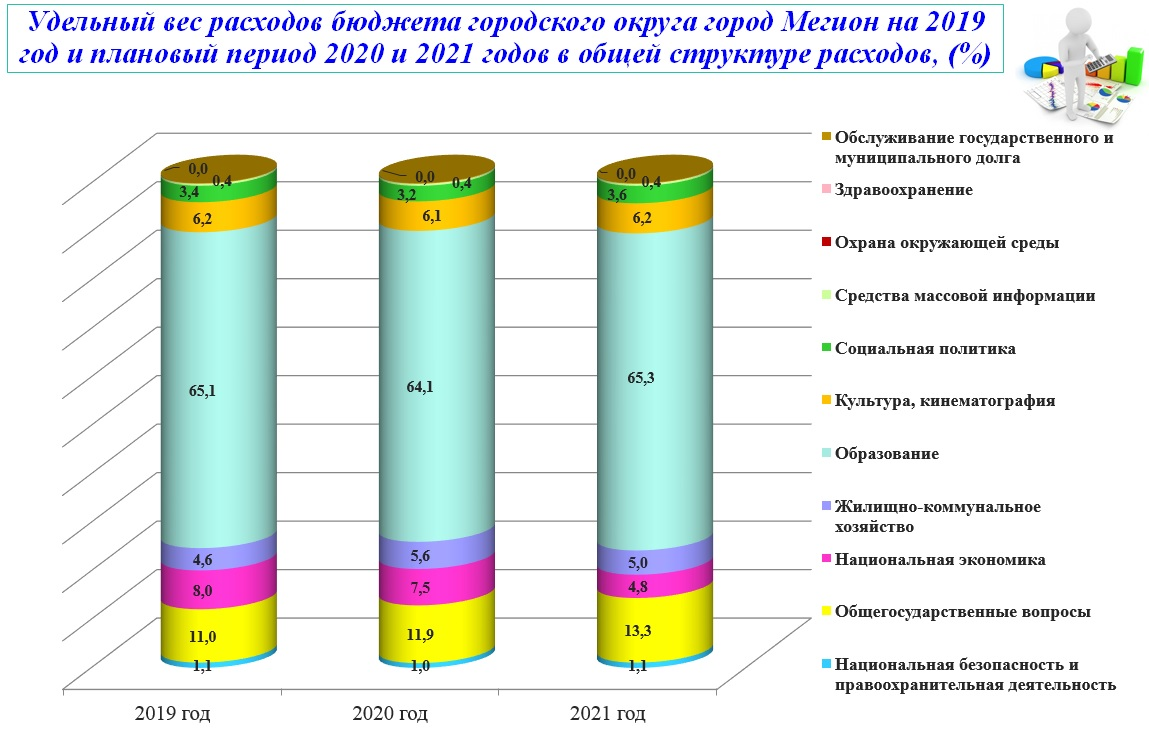 Удельный вес расходов бюджета городского округа город Мегион на 2019
год и плановый период 2020 и 2021 годов в общей структуре расходов, (%)
0,0
0,4
3,4
6,2
65,1
4,6
8,0
11,0
1,1
2019 год
0,0
0,4
3,2
6,1
64,1
5,6
7,5
11,9
1,0
2020 год
0,0
0,4
3,6
6,2
65,3
5,0
4,8
13,3
1,1
2021 год
Обслуживание государственного и
муниципального долга
Здравоохранение
Охрана окружающей среды
Средства массовой информации
Социальная политика
Культура, кинематография
Образование
Жилищно-коммунальное
хозяйство
Национальная экономика
Общегосударственные вопросы
Национальная безопасность и
правоохранительная деятельность